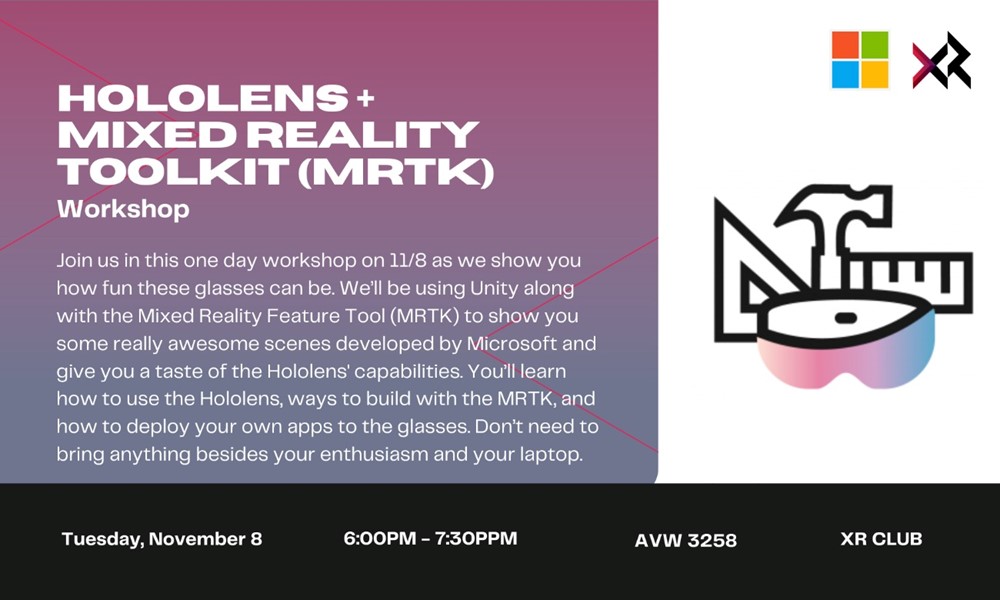 HOLOLENS +
MIXED REALITY
TOOLKIT (MRTK)
Workshop
Join us in this one day workshop on 11/8 as we show you
how fun these glasses can be. We'll be using Unity along
with the Mixed Reality Feature Tool (MRTK) to show you
some really awesome scenes developed by Microsoft and
give you a taste of the Hololens' capabilities. You'll learn
how to use the Hololens, ways to build with the MRTK, and
how to deploy your own apps to the glasses. Don't need to
bring anything besides your enthusiasm and your laptop.
XR
Tuesday, November 8
6:00PM - 7:30PPM
AVW 3258
XR CLUB